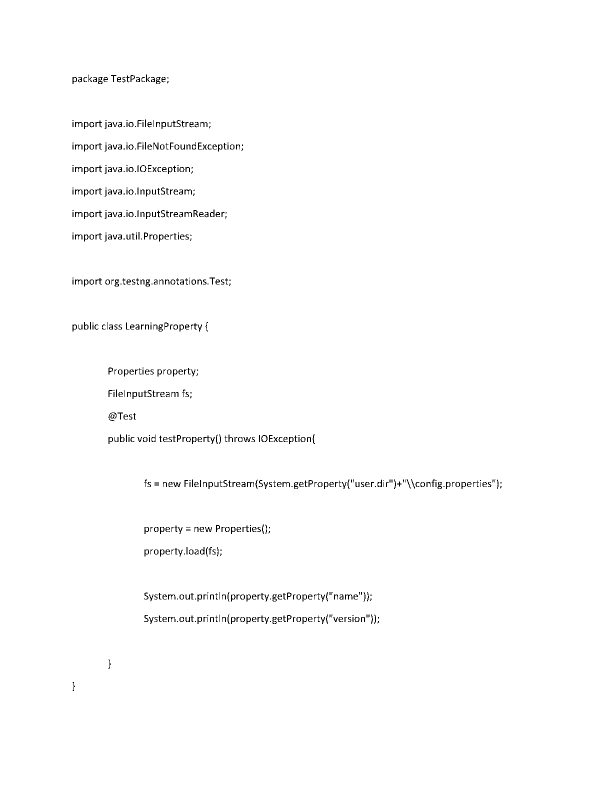 package TestPackage;
import java.io.FileInputStream;
import java.io.FileNotFoundException;
import java.io.IOException;
import java.io.InputStream;
import java.io.InputStreamReader;
import java.util.Properties;
import org.testng.annotations.Test;
public class LearningProperty {
Properties property;
FileInputStream fs;
@Test
public void testProperty() throws IOException{
fs = new FileInputStream(System.getProperty("user.dir")+"\\config.properties");
property = new Properties();
property.load(fs);
System.out.println(property.getProperty("name"));
System.out.println(property.getProperty("version"));
}
}